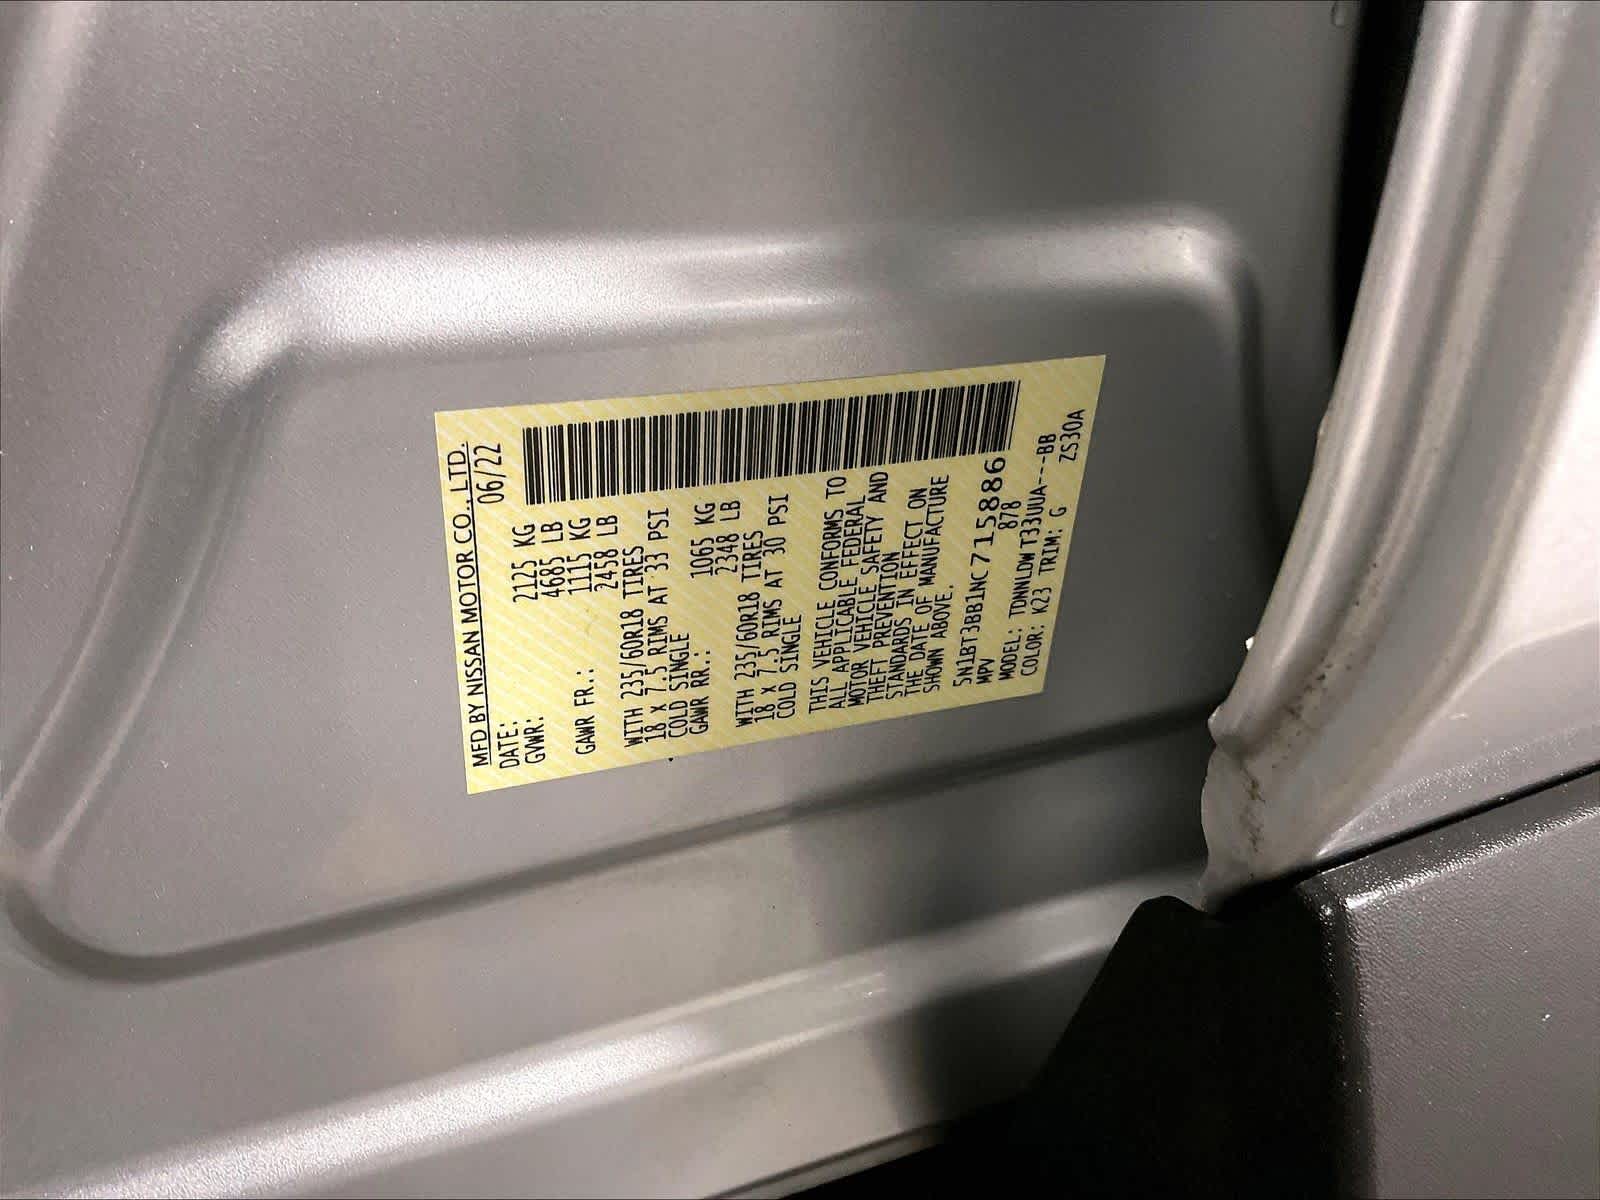 MFD BY NISSAN MOTOR CO., LTD.
DATE: 06/22
GVWR: 2125 KG
4685 LB
GAWR FR.: 1115 KG
2458 LB
WITH 235/60R18 TIRES
18 X 7.5 RIMS AT 33 PSI
COLD SINGLE
GAWR RR.: 1065 KG
2348 LB
WITH 235/60R18 TIRES
18 X 7.5 RIMS AT 30 PSI
COLD SINGLE
THIS VEHICLE CONFORMS TO
ALL APPLICABLE FEDERAL
MOTOR VEHICLE SAFETY AND
THEFT PREVENTION
STANDARDS IN EFFECT ON
THE DATE OF MANUFACTURE
SHOWN ABOVE.
5N1BT3BB1NC715886
MPV 878
MODEL: TDNNLDW T33UUA---BB
COLOR: K23 TRIM: G ZS30A